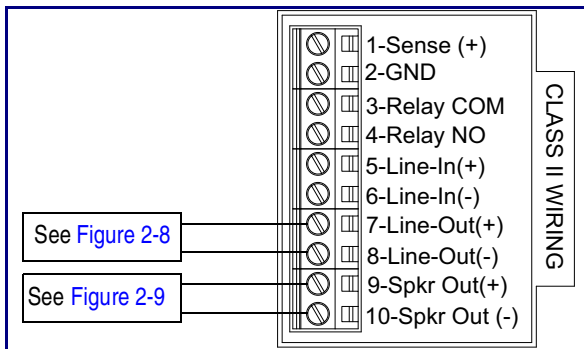 1-Sense (+)
2-GND
3-Relay COM
4-Relay NO
5-Line-In(+)
6-Line-In(-)
7-Line-Out(+)
8-Line-Out(-)
9-Spkr Out(+)
10-Spkr Out (-)
CLASS II WIRING
See Figure 2-8
See Figure 2-9